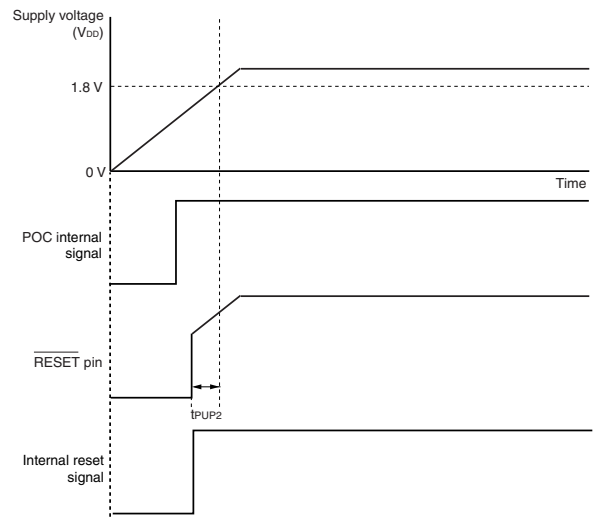 Supply voltage
(VDD)
1.8 V
0 V
Time
POC internal
signal
RESET pin
tPUP2
Internal reset
signal